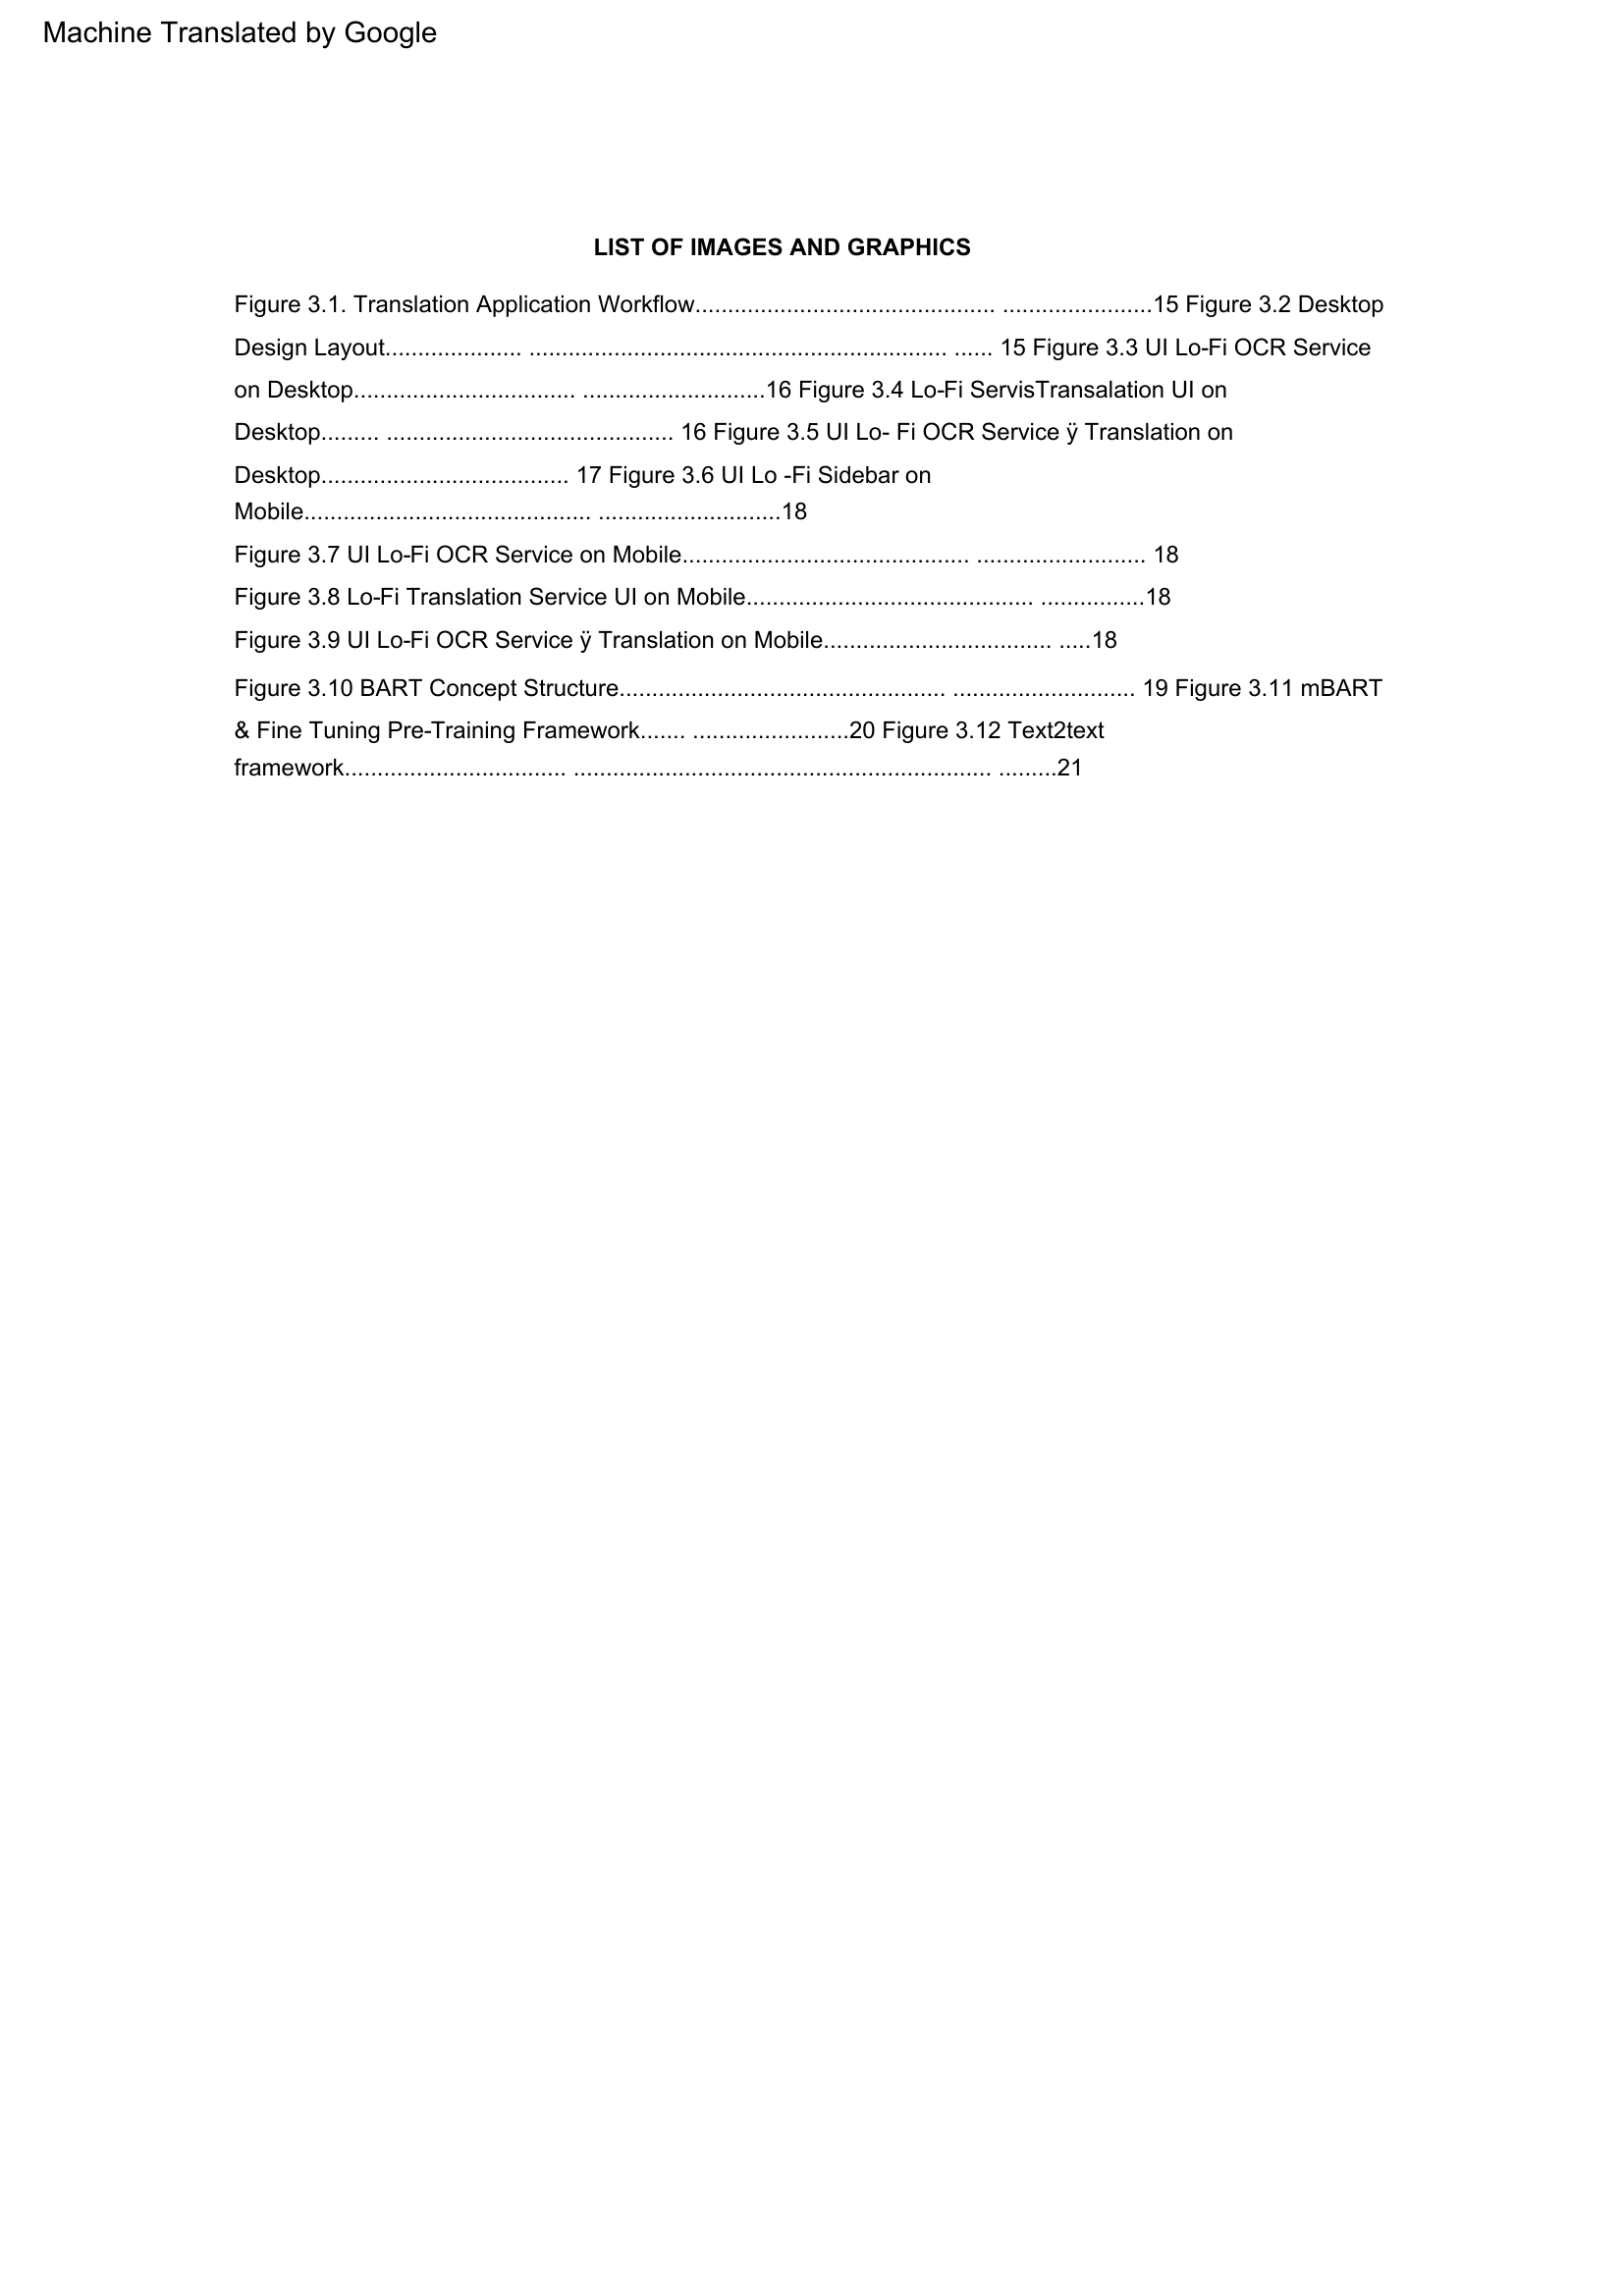 Machine Translated by Google
LIST OF IMAGES AND GRAPHICS
Figure 3.1. Translation Application Workflow.............................................. .......................15 Figure 3.2 Desktop
Design Layout..................... ................................................................ ...... 15 Figure 3.3 UI Lo-Fi OCR Service
on Desktop.................................. ............................16 Figure 3.4 Lo-Fi ServisTransalation UI on
Desktop......... ............................................ 16 Figure 3.5 UI Lo- Fi OCR Service ÿ Translation on
Desktop...................................... 17 Figure 3.6 UI Lo -Fi Sidebar on
Mobile............................................ ............................18
Figure 3.7 UI Lo-Fi OCR Service on Mobile............................................ .......................... 18
Figure 3.8 Lo-Fi Translation Service UI on Mobile............................................ ................18
Figure 3.9 UI Lo-Fi OCR Service ÿ Translation on Mobile................................... .....18
Figure 3.10 BART Concept Structure.................................................. ............................ 19 Figure 3.11 mBART
& Fine Tuning Pre-Training Framework....... ........................20 Figure 3.12 Text2text
framework.................................. ................................................................ .........21